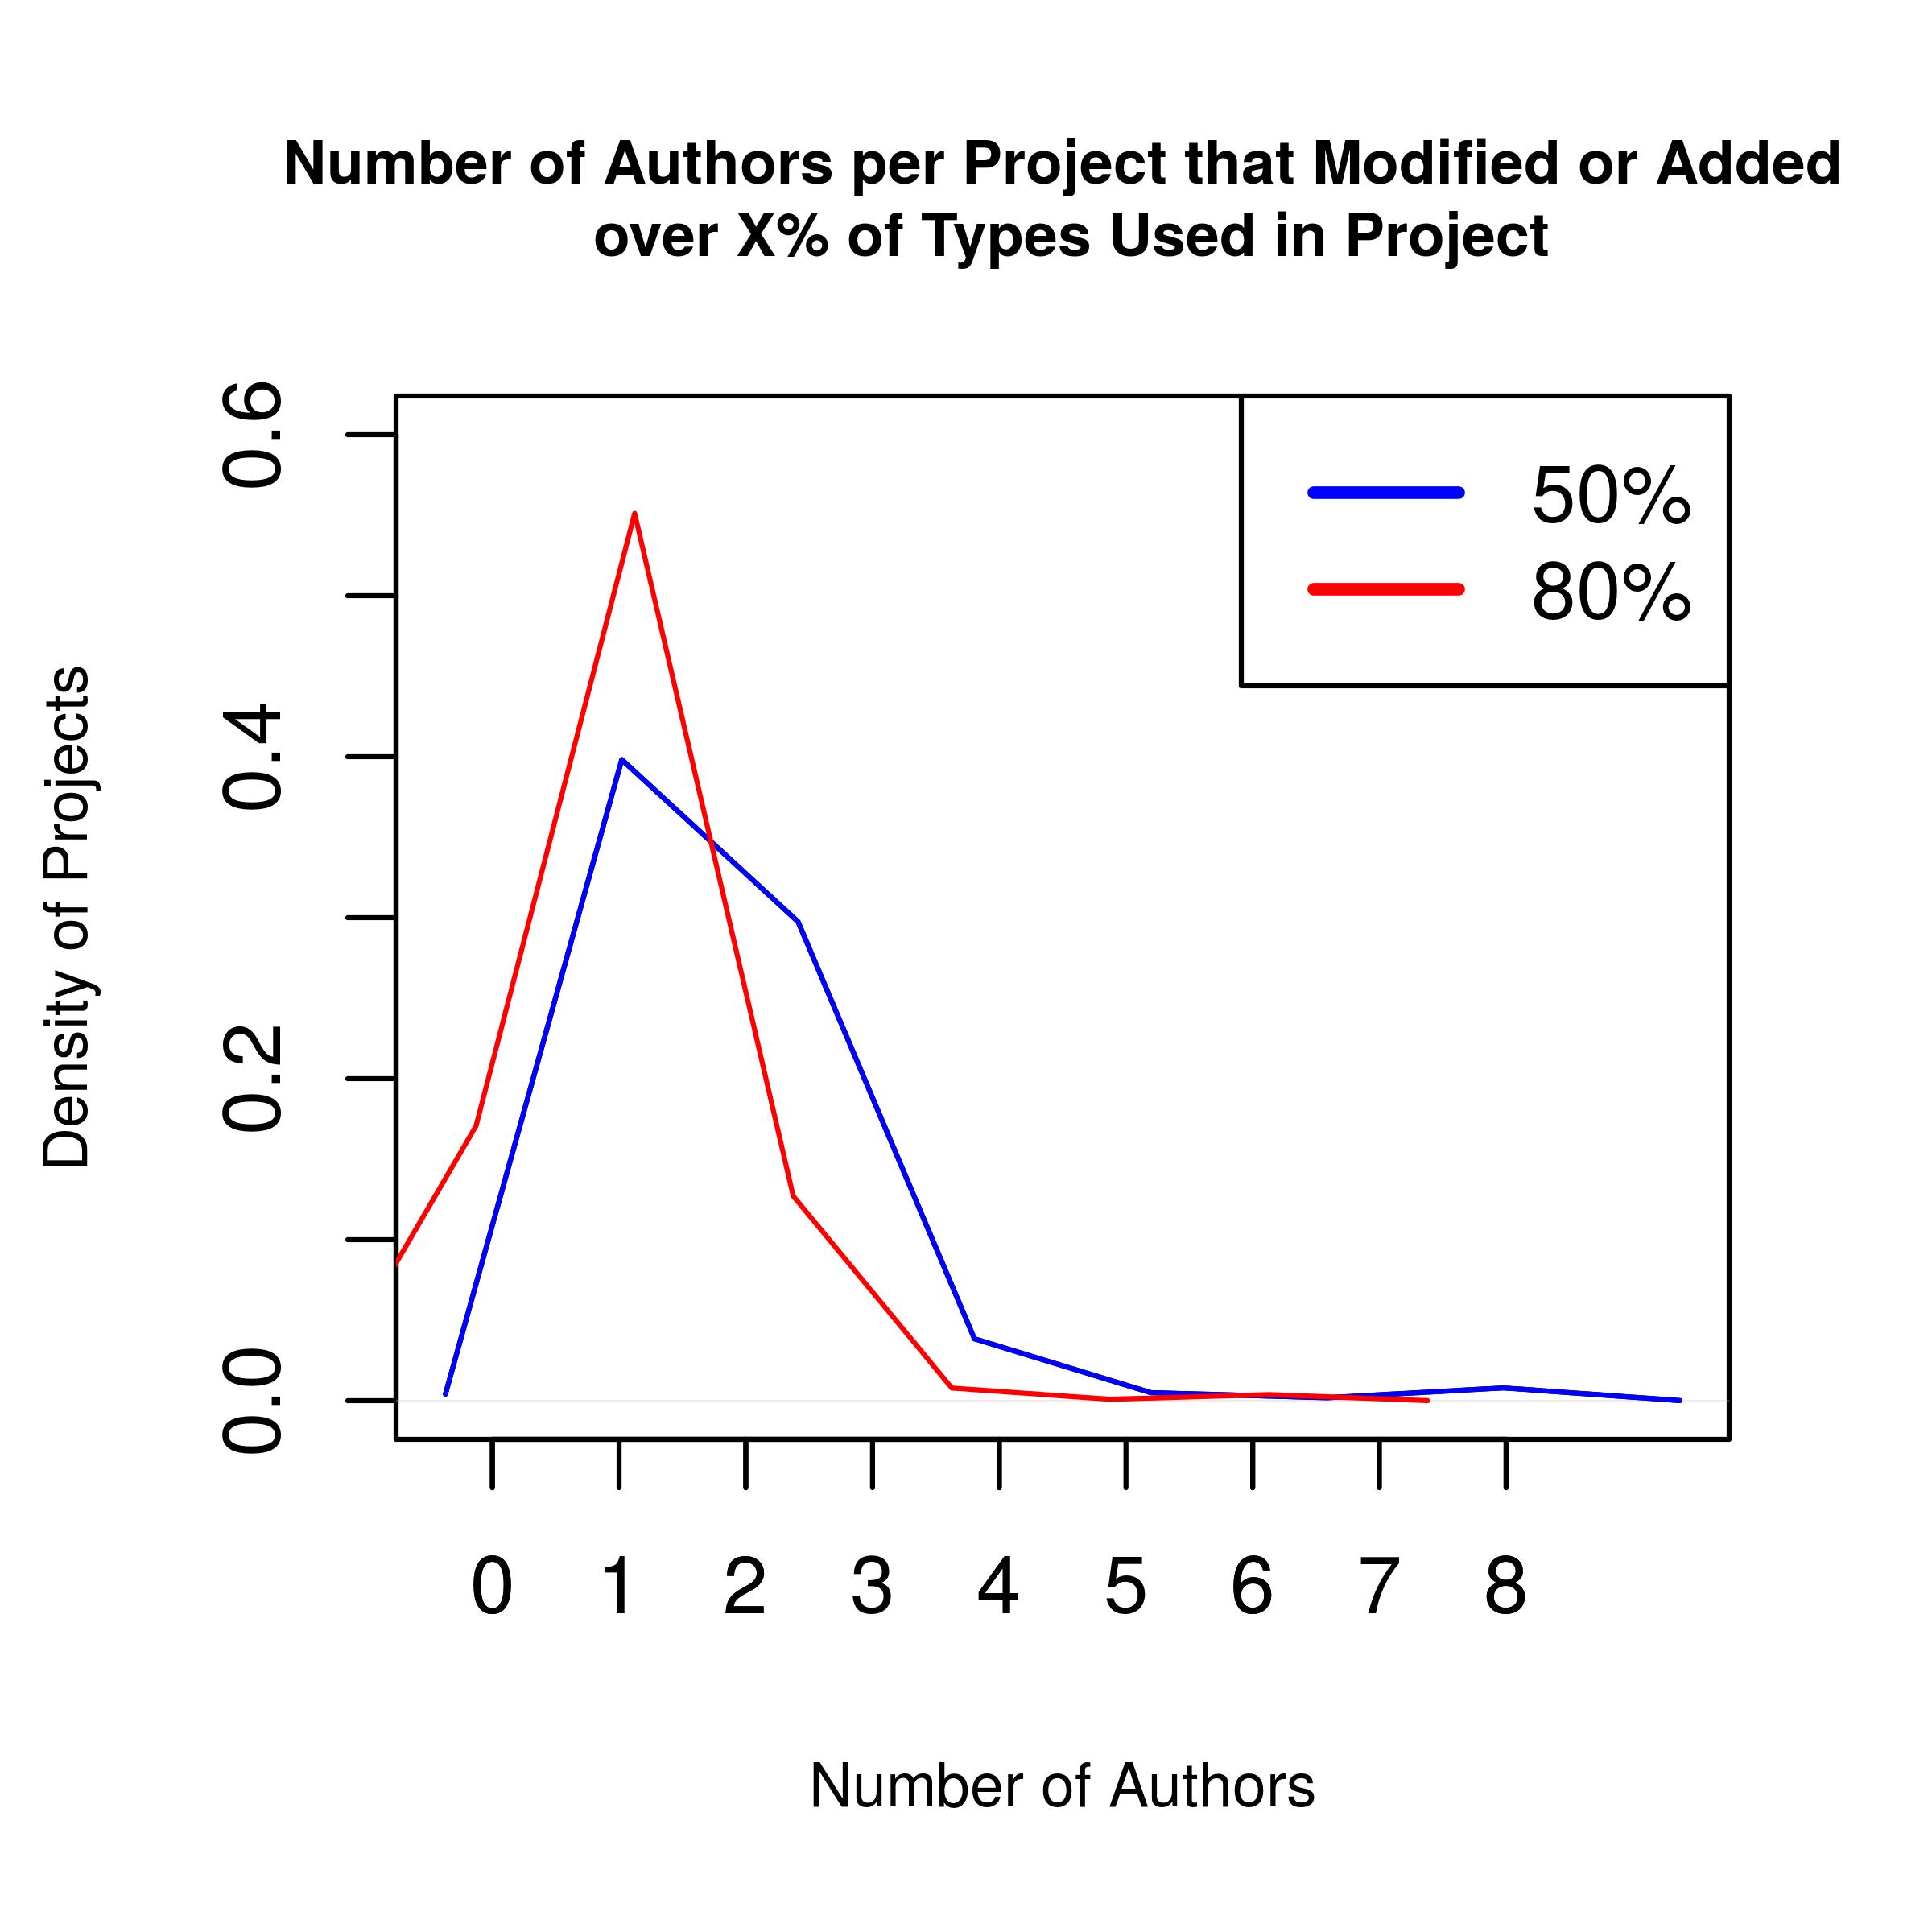 Number of Authors per Project that Modified or Added
over X% of Types Used in Project
50%
80%
0.6
0.4
0.2
0.0
Density of Projects
0 1 2 3 4 5 6 7 8
Number of Authors